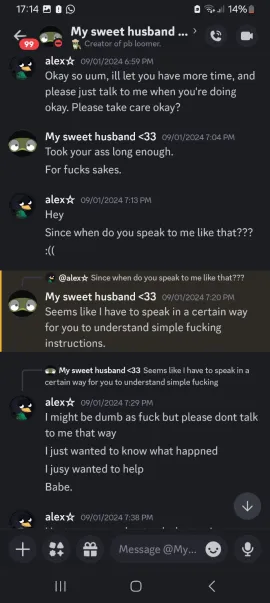 17:14
14%
99
My sweet husband ...
Creator of pb loomer.
alex☆ 09/01/2024 6:59 PM
Okay so uum, ill let you have more time, and
please just talk to me when you're doing
okay. Please take care okay?
My sweet husband <33 09/01/2024 7:04 PM
Took your ass long enough.
For fucks sakes.
alex☆ 09/01/2024 7:13 PM
Hey
Since when do you speak to me like that???
:((
@alex☆ Since when do you speak to me like that???
My sweet husband <33 09/01/2024 7:20 PM
Seems like I have to speak in a certain way
for you to understand simple fucking
instructions.
My sweet husband <33 Seems like I have to speak in a
certain way for you to understand simple fucking
alex☆ 09/01/2024 7:29 PM
I might be dumb as fuck but please dont talk
to me that way
I just wanted to know what happned
I jusy wanted to help
Babe.
alex☆ 09/01/2024 7:38 PM
Message @My...